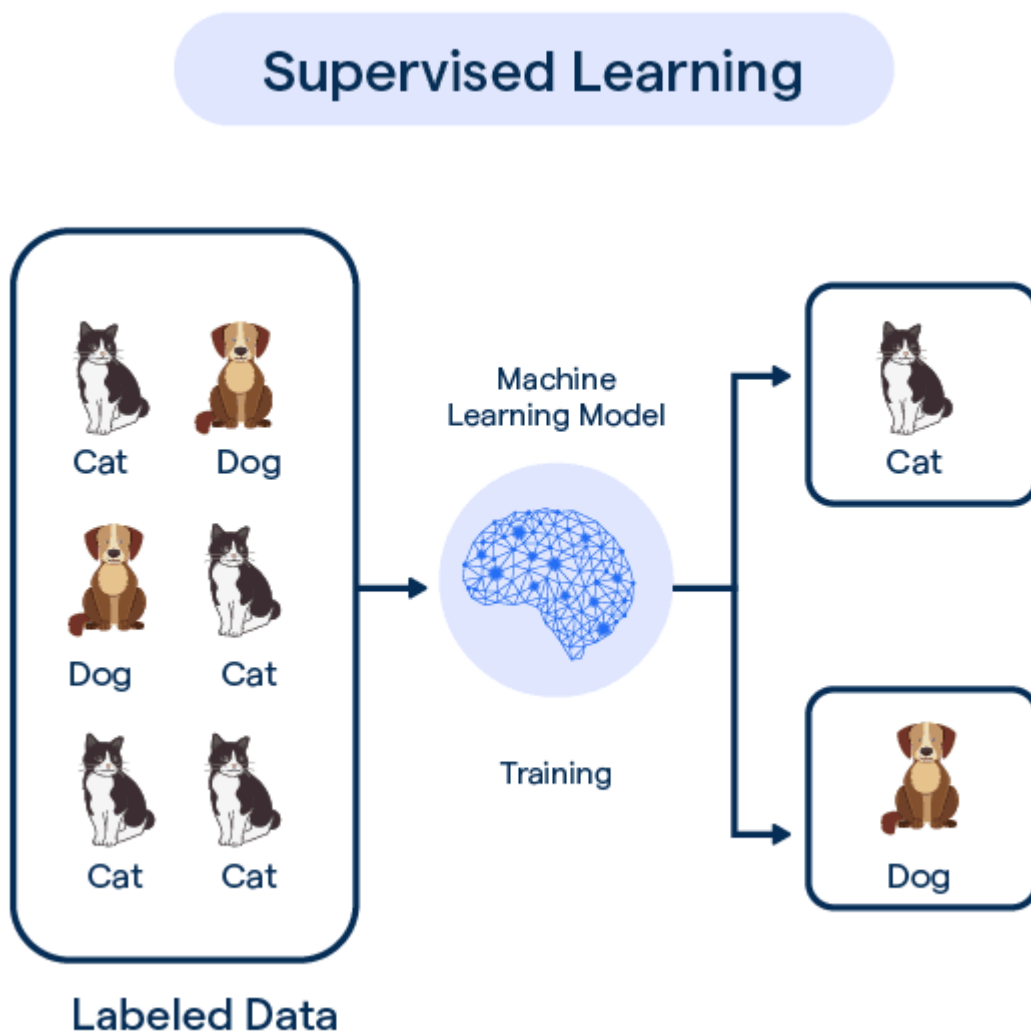 Supervised Learning
Cat Dog
Dog Cat
Cat Cat
Labeled Data
Machine
Learning Model
Training
Cat
Dog